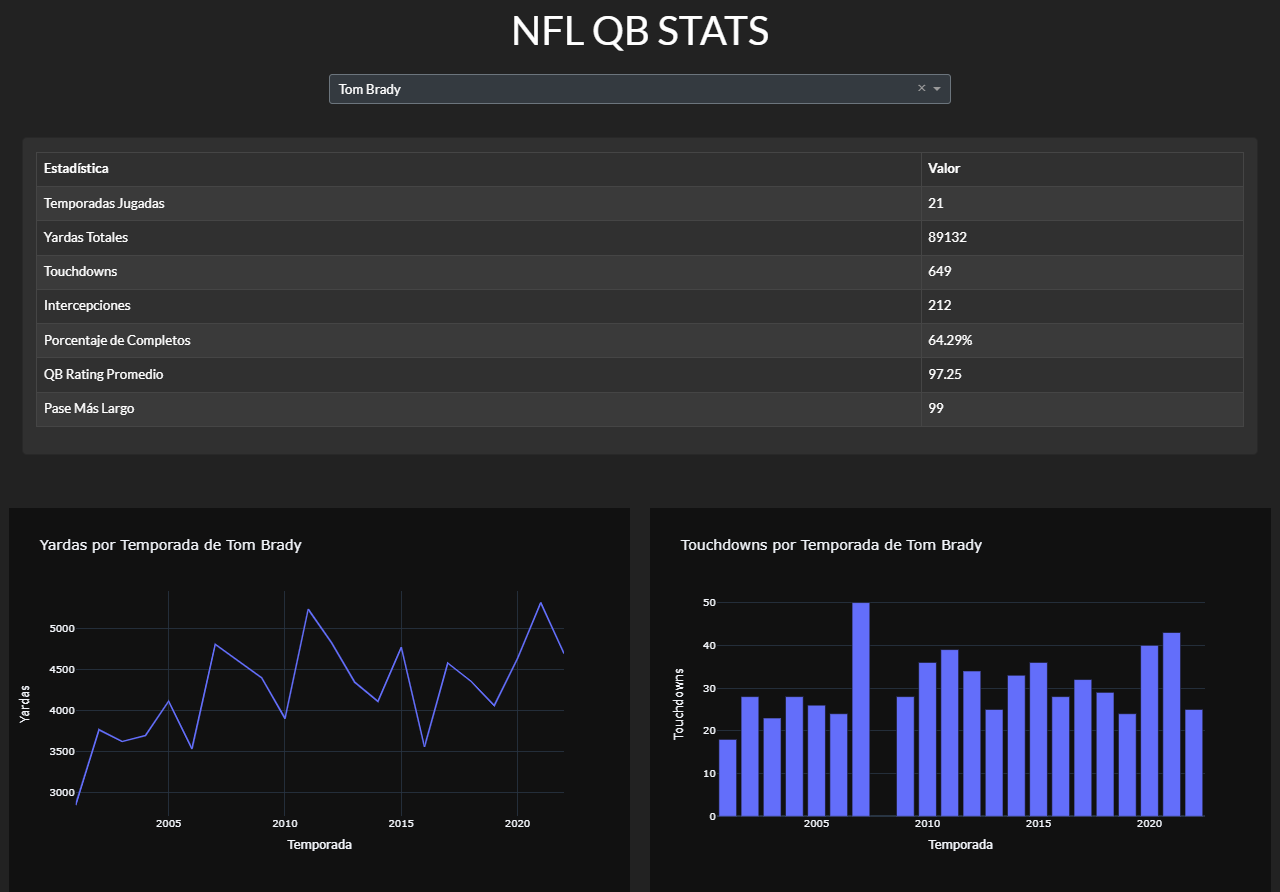 NFL QB STATS
Tom Brady
Estadística Valor
Temporadas Jugadas 21
Yardas Totales 89132
Touchdowns 649
Intercepciones 212
Porcentaje de Completos 64.29%
QB Rating Promedio 97.25
Pase Más Largo 99
Yardas por Temporada de Tom Brady
5000
4500
4000
3500
3000
Yardas
2005 2010 2015 2020
Temporada
Touchdowns por Temporada de Tom Brady
50
40
30
20
10
0
Touchdowns
2005 2010 2015 2020
Temporada